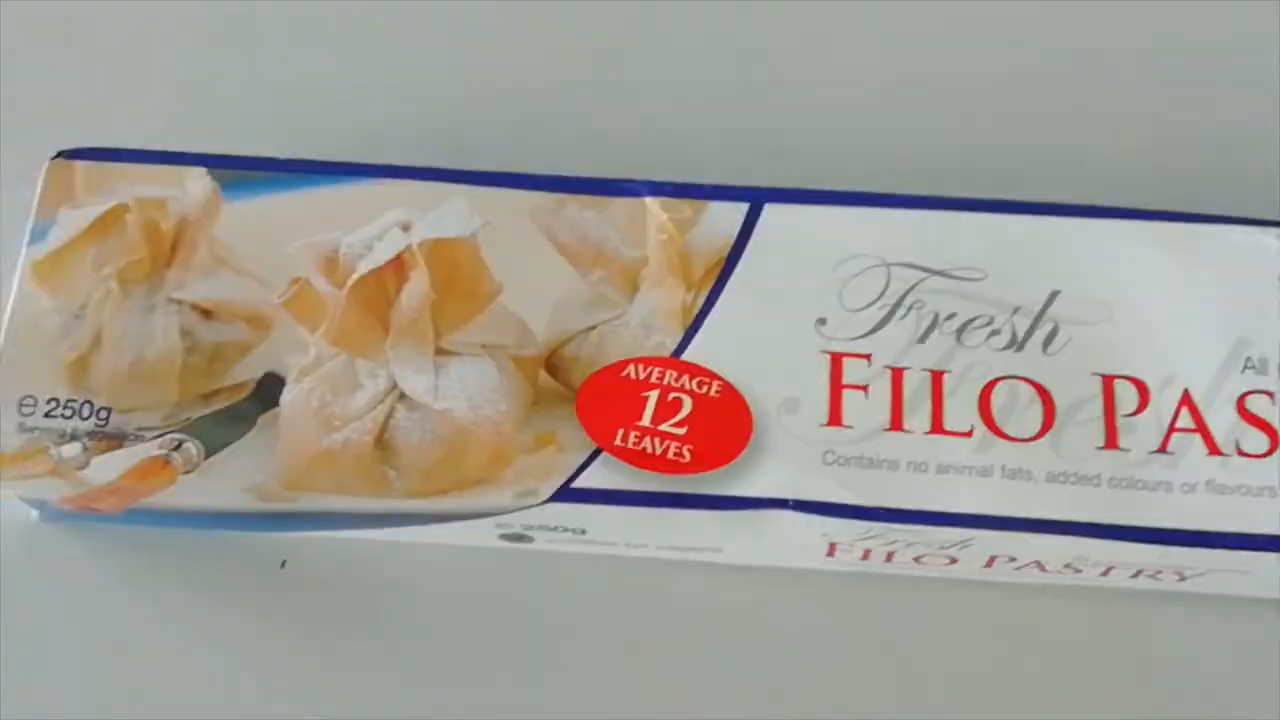 Fresh
All
FILO PAS
Contains no animal fats, added colours or flavours
AVERAGE
12
LEAVES
e 250g
e 250g
Fresh
FILO PASTRY